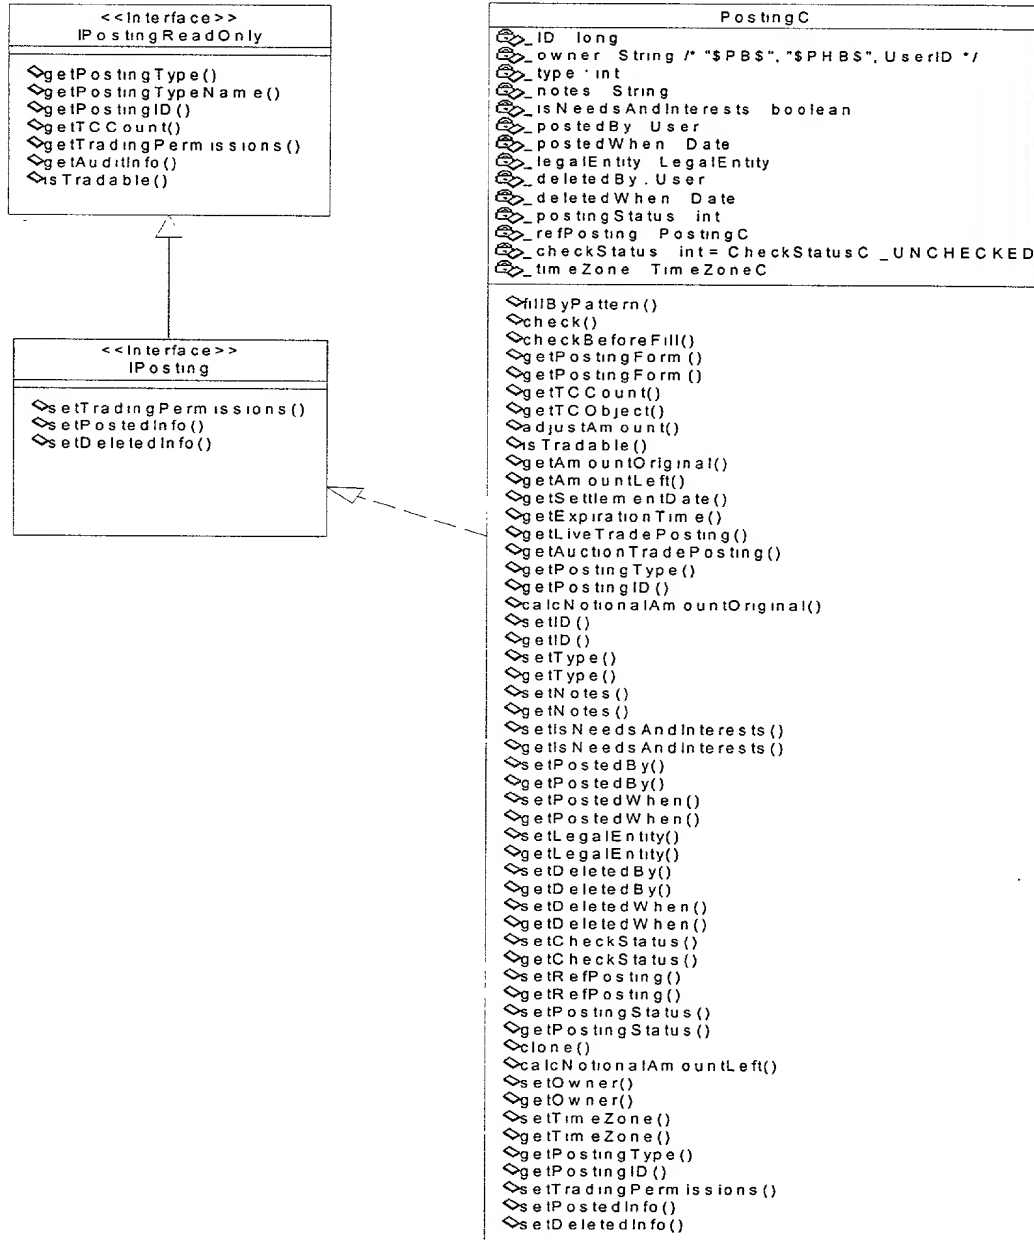 <<Interface>>
IPostingReadOnly
getPostingType()
getPostingTypeName()
getPostingID()
getTCCount()
getTradingPermissions()
getAuditInfo()
isTradable()
<<Interface>>
IPosting
setTradingPermissions()
setPostedInfo()
setDeletedInfo()
PostingC
_ID long
_owner String /* "$PB$", "$PHB$", UserID */
_type : int
_notes String
_isNeedsAndInterests boolean
_postedBy User
_postedWhen Date
_legalEntity LegalEntity
_deletedBy . User
_deletedWhen Date
_postingStatus int
_refPosting PostingC
_checkStatus int = CheckStatusC _UNCHECKED
_timeZone TimeZoneC
fillByPattern()
check()
checkBeforeFill()
getPostingForm()
getPostingForm()
getTCCount()
getTCObject()
adjustAmount()
isTradable()
getAmountOriginal()
getAmountLeft()
getSettlementDate()
getExpirationTime()
getLiveTradePosting()
getAuctionTradePosting()
getPostingType()
getPostingID()
calcNotionalAmountOriginal()
setID()
getID()
setType()
getType()
setNotes()
getNotes()
setIsNeedsAndInterests()
getIsNeedsAndInterests()
setPostedBy()
getPostedBy()
setPostedWhen()
getPostedWhen()
setLegalEntity()
getLegalEntity()
setDeletedBy()
getDeletedBy()
setDeletedWhen()
getDeletedWhen()
setCheckStatus()
getCheckStatus()
setRefPosting()
getRefPosting()
setPostingStatus()
getPostingStatus()
clone()
calcNotionalAmountLeft()
setOwner()
getOwner()
setTimeZone()
getTimeZone()
getPostingType()
getPostingID()
setTradingPermissions()
setPostedInfo()
setDeletedInfo()